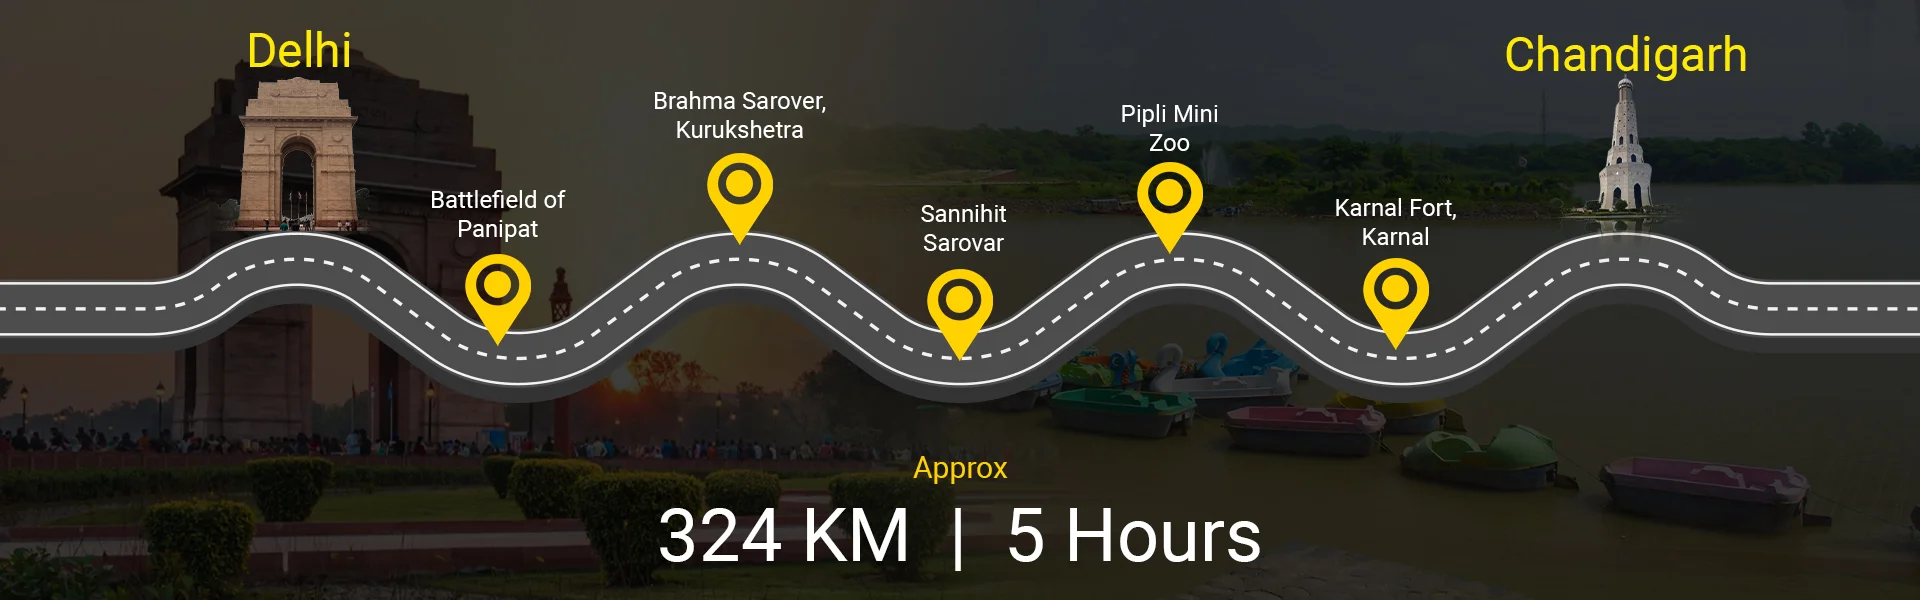 Delhi
Chandigarh
Brahma Sarover,
Kurukshetra
Pipli Mini
Zoo
Battlefield of
Panipat
Sannihit
Sarovar
Karnal Fort,
Karnal
Approx
324 KM | 5 Hours